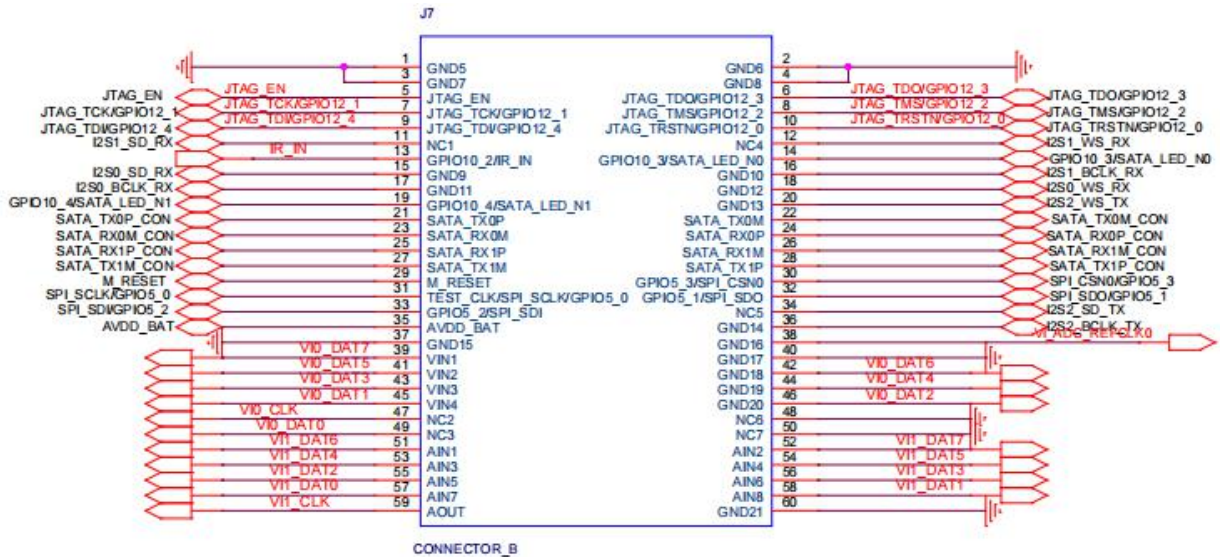 J7
1 GND5 GND6 2
3 GND7 GND8 4
JTAG_EN JTAG_EN 5 JTAG_EN JTAG_TDO/GPIO12_3 6 JTAG_TDO/GPIO12_3 JTAG_TDO/GPIO12_3
JTAG_TCK/GPIO12_1 JTAG_TCK/GPIO12_1 7 JTAG_TCK/GPIO12_1 JTAG_TMS/GPIO12_2 8 JTAG_TMS/GPIO12_2 JTAG_TMS/GPIO12_2
JTAG_TDI/GPIO12_4 JTAG_TDI/GPIO12_4 9 JTAG_TDI/GPIO12_4 JTAG_TRSTN/GPIO12_0 10 JTAG_TRSTN/GPIO12_0 JTAG_TRSTN/GPIO12_0
I2S1_SD_RX 11 NC1 NC4 12 I2S1_WS_RX
IR_IN 13 GPIO10_2/IR_IN GPIO10_3/SATA_LED_N0 14 GPIO10_3/SATA_LED_N0
I2S0_SD_RX 15 GND9 GND10 16 I2S1_BCLK_RX
I2S0_BCLK_RX 17 GND11 GND12 18 I2S0_WS_RX
GPIO10_4/SATA_LED_N1 19 GPIO10_4/SATA_LED_N1 GND13 20 I2S2_WS_TX
SATA_TX0P_CON 21 SATA_TX0P SATA_TX0M 22 SATA_TX0M_CON
SATA_RX0M_CON 23 SATA_RX0M SATA_RX0P 24 SATA_RX0P_CON
SATA_RX1P_CON 25 SATA_RX1P SATA_RX1M 26 SATA_RX1M_CON
SATA_TX1M_CON 27 SATA_TX1M SATA_TX1P 28 SATA_TX1P_CON
M_RESET 29 M_RESET GPIO5_3/SPI_CSN0 30 SPI_CSN0/GPIO5_3
SPI_SCLK/GPIO5_0 31 TEST_CLK/SPI_SCLK/GPIO5_0 GPIO5_1/SPI_SDO 32 SPI_SDO/GPIO5_1
SPI_SDI/GPIO5_2 33 GPIO5_2/SPI_SDI NC5 34 I2S2_SD_TX
AVDD_BAT 35 AVDD_BAT GND14 36 I2S2_BCLK_TX
37 GND15 GND16 38 VI_ADC_REFCLK0
VI0_DAT7 39 VIN1 GND17 40
VI0_DAT5 41 VIN2 GND18 42 VI0_DAT6
VI0_DAT3 43 VIN3 GND19 44 VI0_DAT4
VI0_DAT1 45 VIN4 GND20 46 VI0_DAT2
VI0_CLK 47 NC2 NC6 48
VI0_DAT0 49 NC3 NC7 50
VI1_DAT6 51 AIN1 AIN2 52 VI1_DAT7
VI1_DAT4 53 AIN3 AIN4 54 VI1_DAT5
VI1_DAT2 55 AIN5 AIN6 56 VI1_DAT3
VI1_DAT0 57 AIN7 AIN8 58 VI1_DAT1
VI1_CLK 59 AOUT GND21 60
CONNECTOR_B